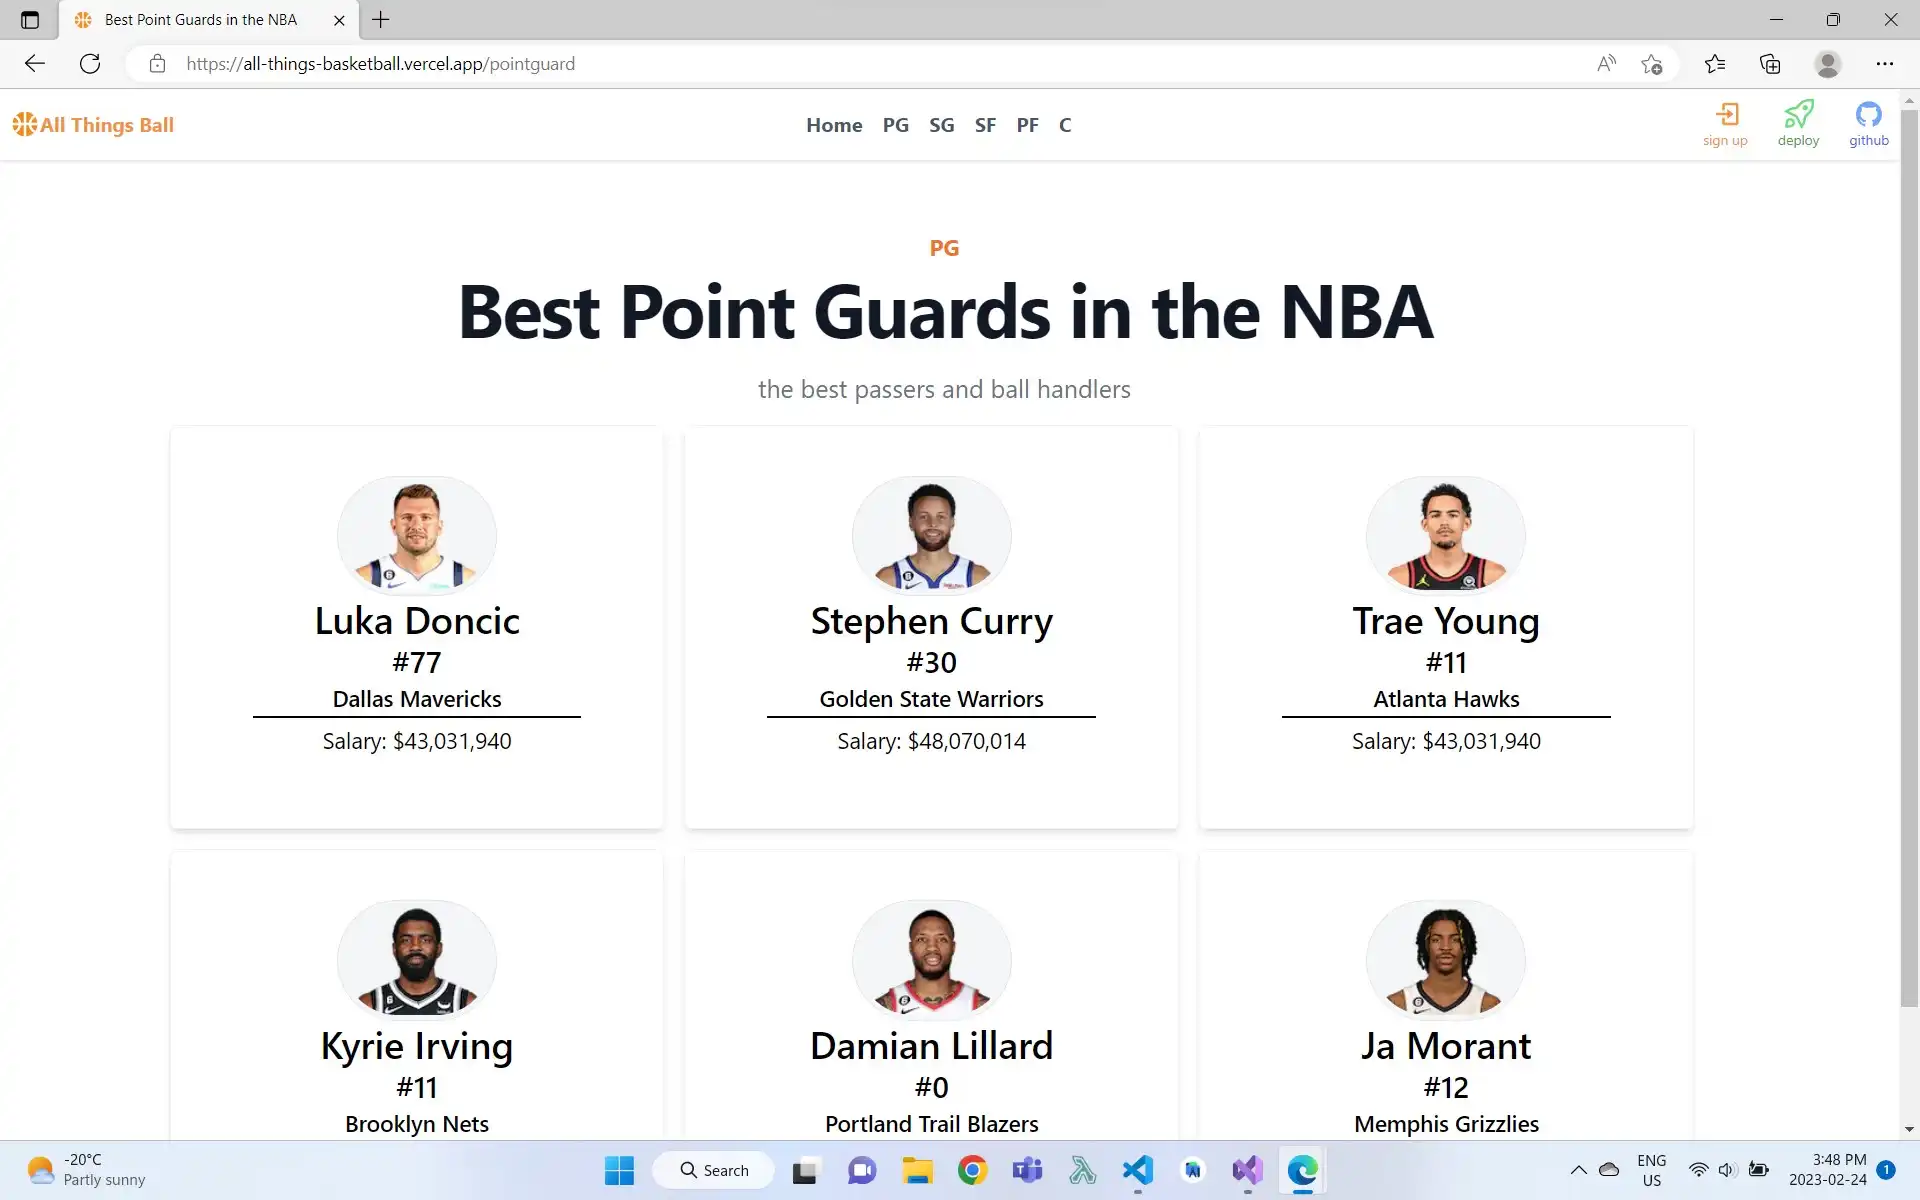 Best Point Guards in the NBA
https://all-things-basketball.vercel.app/pointguard
All Things Ball
Home PG SG SF PF C
sign up deploy github
PG
Best Point Guards in the NBA
the best passers and ball handlers
Luka Doncic
#77
Dallas Mavericks
Salary: $43,031,940
Stephen Curry
#30
Golden State Warriors
Salary: $48,070,014
Trae Young
#11
Atlanta Hawks
Salary: $43,031,940
Kyrie Irving
#11
Brooklyn Nets
Damian Lillard
#0
Portland Trail Blazers
Ja Morant
#12
Memphis Grizzlies
-20°C
Partly sunny
Search
ENG
US
3:48 PM
2023-02-24
1